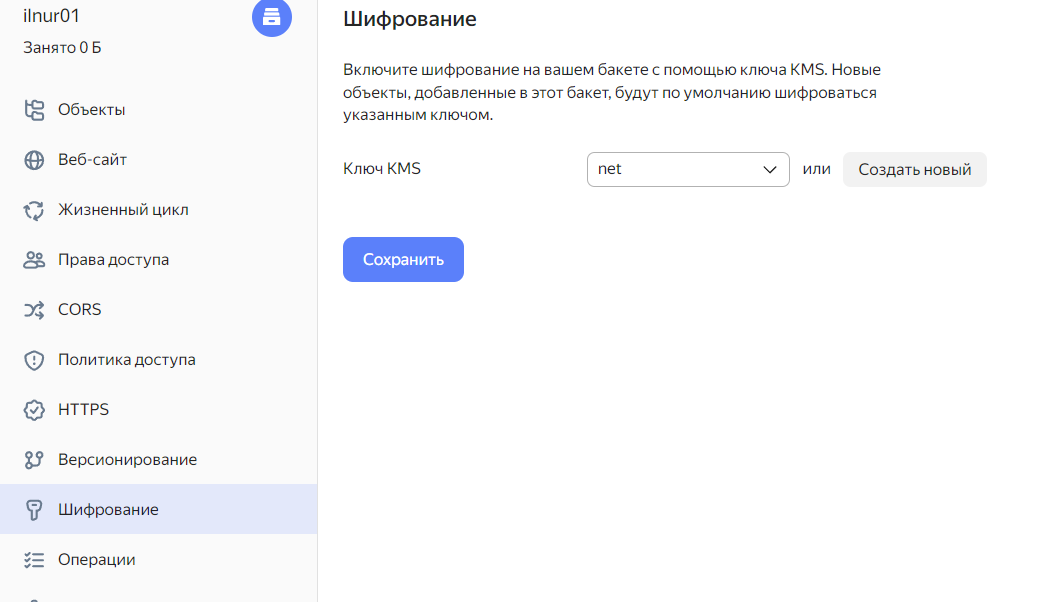 ilnur01
Занято 0 Б
Объекты
Веб-сайт
Жизненный цикл
Права доступа
CORS
Политика доступа
HTTPS
Версионирование
Шифрование
Операции
Шифрование
Включите шифрование на вашем бакете с помощью ключа KMS. Новые
объекты, добавленные в этот бакет, будут по умолчанию шифроваться
указанным ключом.
Ключ KMS net или Создать новый
Сохранить